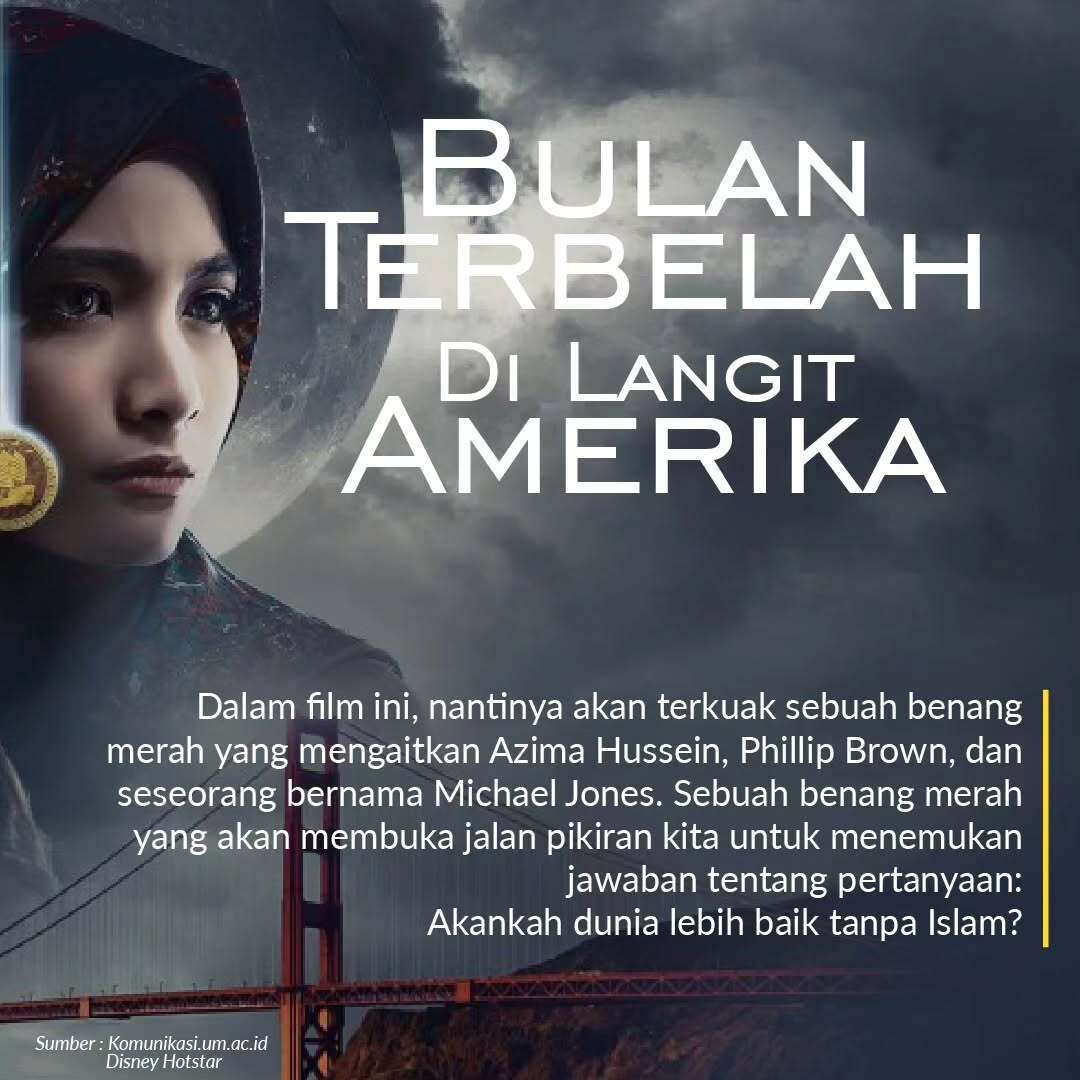 BULAN
TERBELAH
DI LANGIT
AMERIKA
Dalam film ini, nantinya akan terkuak sebuah benang
merah yang mengaitkan Azima Hussein, Phillip Brown, dan
seseorang bernama Michael Jones. Sebuah benang merah
yang akan membuka jalan pikiran kita untuk menemukan
jawaban tentang pertanyaan:
Akankah dunia lebih baik tanpa Islam?
Sumber : Komunikasi.um.ac.id
Disney Hotstar